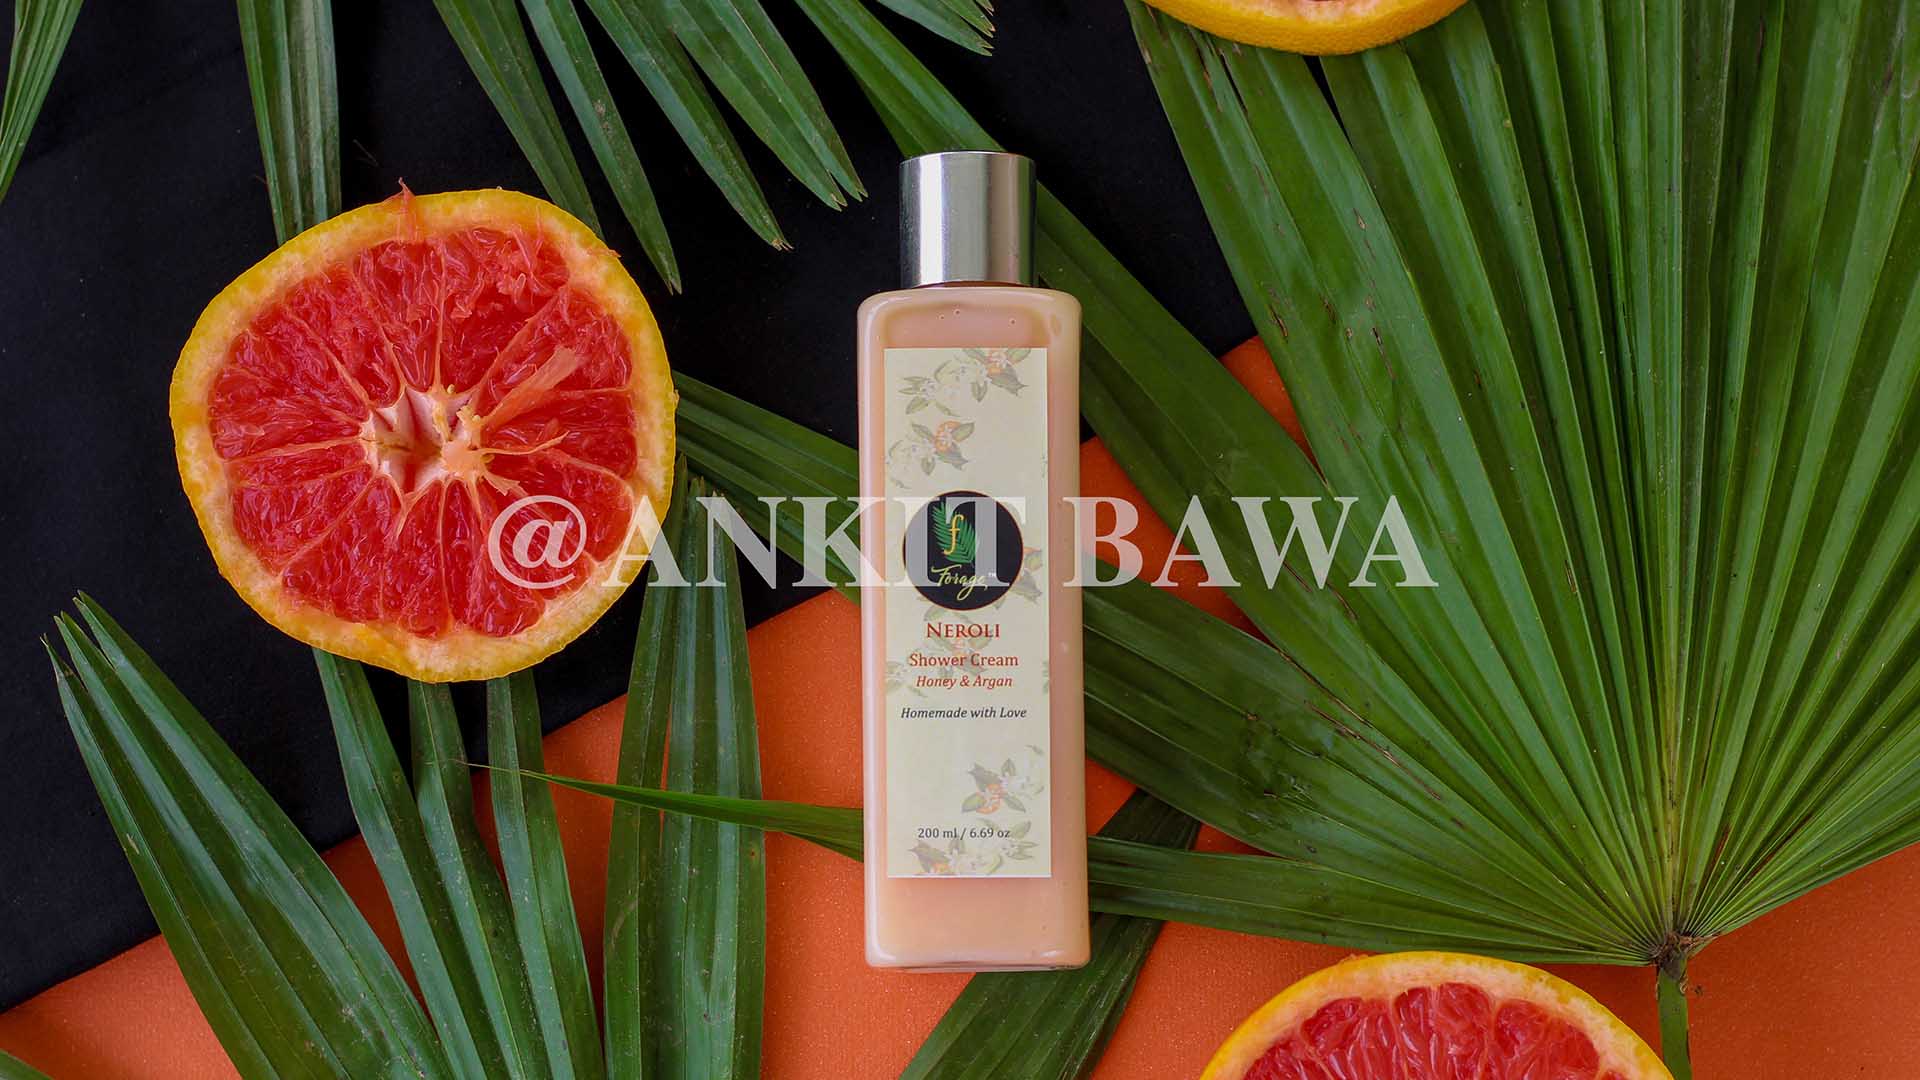 @ANKIT BAWA
f
Forage™
NEROLI
Shower Cream
Honey & Argan
Homemade with Love
200 ml / 6.69 oz